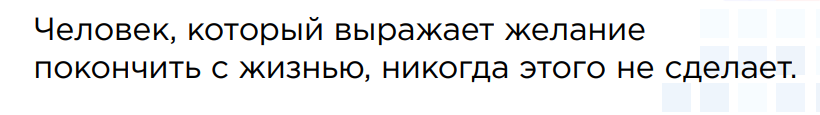 Человек, который выражает желание
покончить с жизнью, никогда этого не сделает.